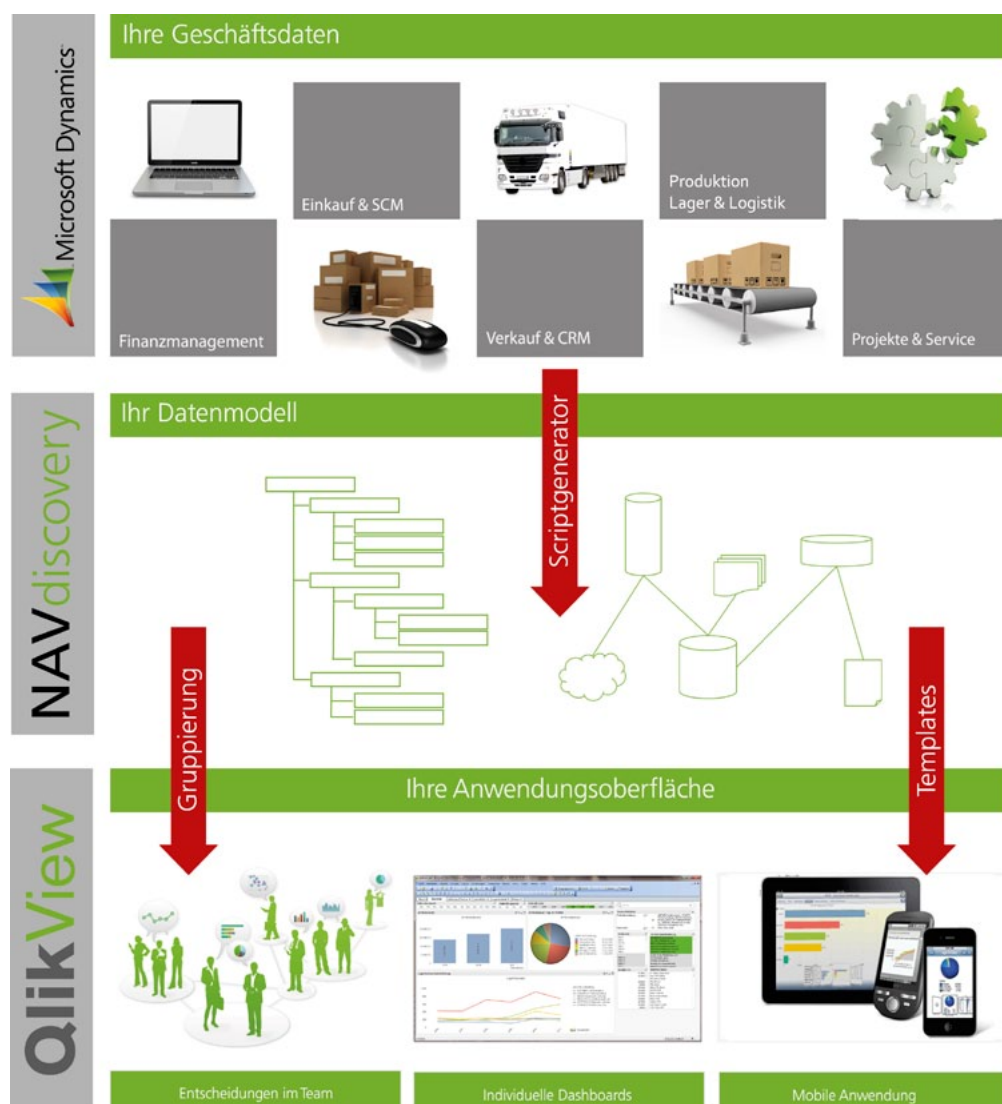 Microsoft Dynamics
Ihre Geschäftsdaten
Einkauf & SCM
Produktion
Lager & Logistik
Finanzmanagement
Verkauf & CRM
Projekte & Service
NAVdiscovery
Ihr Datenmodell
Scriptgenerator
Gruppierung
Templates
QlikView
Ihre Anwendungsoberfläche
Entscheidungen im Team
Individuelle Dashboards
Mobile Anwendung